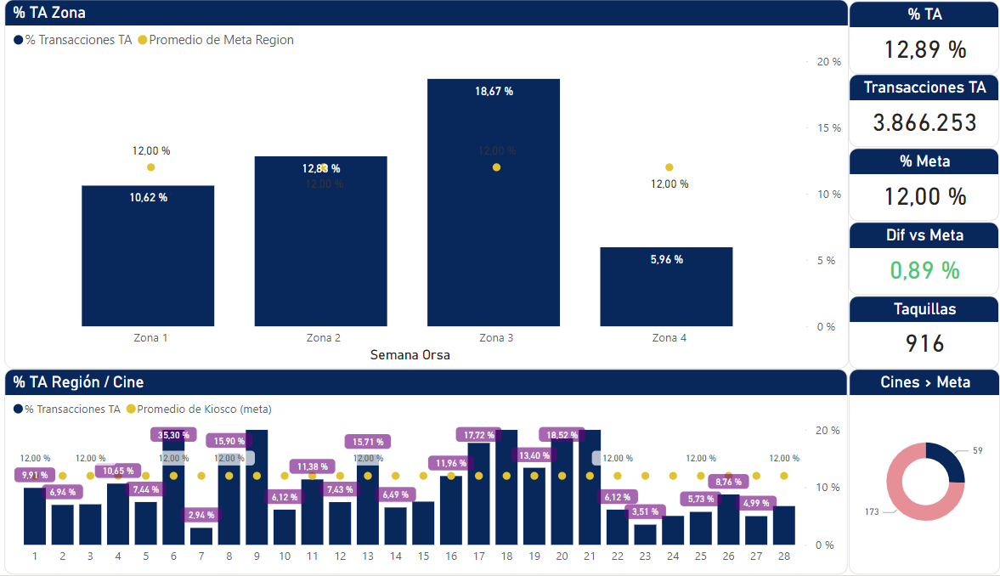 % TA Zona
% Transacciones TA Promedio de Meta Region
20 %
15 %
10 %
5 %
0 %
12,00 %
10,62 %
12,83 %
12,00 %
18,67 %
12,00 %
12,00 %
5,96 %
Zona 1 Zona 2 Zona 3 Zona 4
Semana Orsa
% TA
12,89 %
Transacciones TA
3.866.253
% Meta
12,00 %
Dif vs Meta
0,89 %
Taquillas
916
% TA Región / Cine
% Transacciones TA Promedio de Kiosco (meta)
35,30 % 15,90 % 15,71 % 17,72 % 18,52 % 20 %
12,00 % 12,00 % 12,00 % 12,00 % 12,00 % 13,40 % 12,00 % 12,00 % 12,00 %
9,91 % 10,65 % 11,38 % 11,96 % 8,76 %
6,94 % 7,44 % 6,12 % 7,43 % 6,49 % 6,12 % 5,73 % 4,99 % 10 %
2,94 % 3,51 %
0 %
1 2 3 4 5 6 7 8 9 10 11 12 13 14 15 16 17 18 19 20 21 22 23 24 25 26 27 28
Cines > Meta
59
173